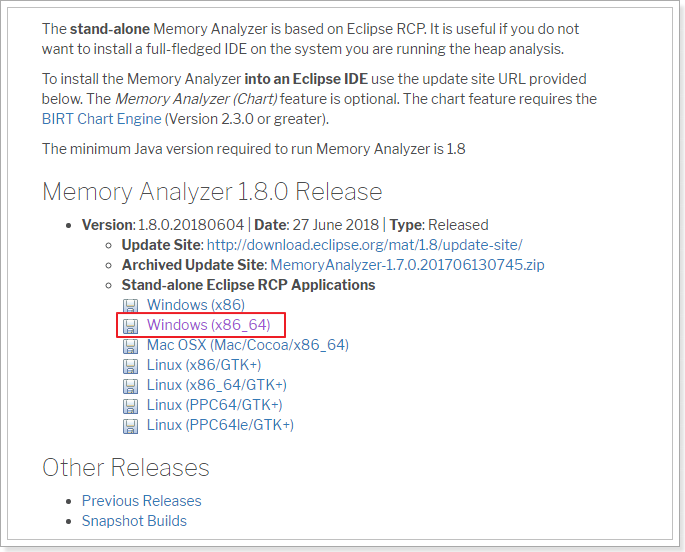 The stand-alone Memory Analyzer is based on Eclipse RCP. It is useful if you do not
want to install a full-fledged IDE on the system you are running the heap analysis.
To install the Memory Analyzer into an Eclipse IDE use the update site URL provided
below. The Memory Analyzer (Chart) feature is optional. The chart feature requires the
BIRT Chart Engine (Version 2.3.0 or greater).
The minimum Java version required to run Memory Analyzer is 1.8
Memory Analyzer 1.8.0 Release
Version: 1.8.0.20180604 | Date: 27 June 2018 | Type: Released
Update Site: http://download.eclipse.org/mat/1.8/update-site/
Archived Update Site: MemoryAnalyzer-1.7.0.201706130745.zip
Stand-alone Eclipse RCP Applications
Windows (x86)
Windows (x86_64)
Mac OSX (Mac/Cocoa/x86_64)
Linux (x86/GTK+)
Linux (x86_64/GTK+)
Linux (PPC64/GTK+)
Linux (PPC64le/GTK+)
Other Releases
Previous Releases
Snapshot Builds